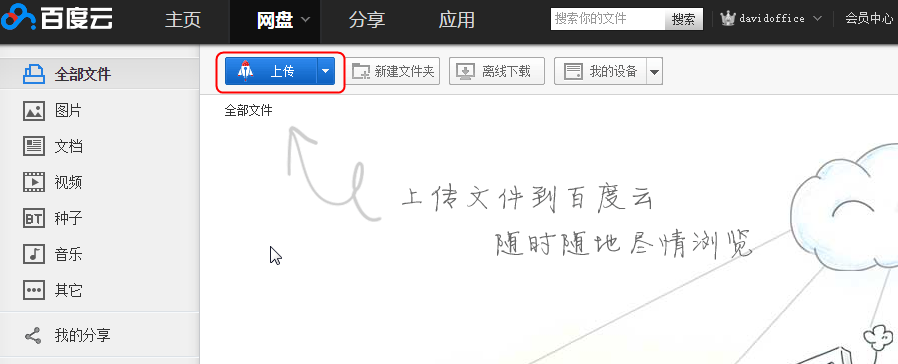 百度云 主页 网盘 分享 应用 搜索你的文件 搜索 davidoffice 会员中心
全部文件
图片
文档
视频
BT 种子
音乐
其它
我的分享
上传 新建文件夹 离线下载 我的设备
全部文件
上传文件到百度云
随时随地尽情浏览